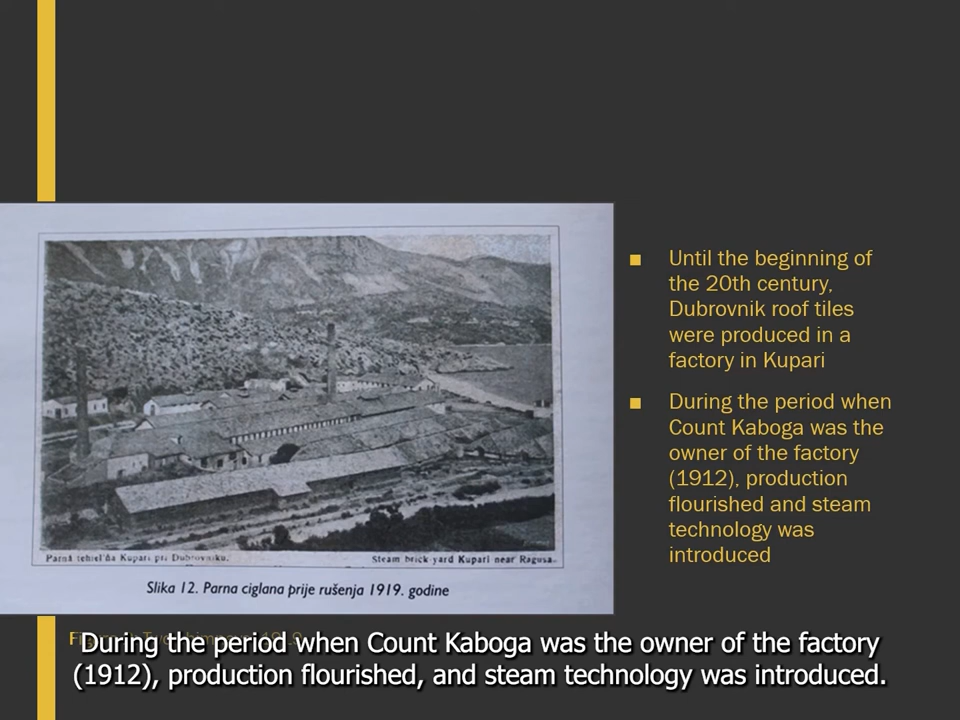 Until the beginning of
the 20th century,
Dubrovnik roof tiles
were produced in a
factory in Kupari
During the period when
Count Kaboga was the
owner of the factory
(1912), production
flourished and steam
technology was
introduced
Parná tehiel'ňa Kupari pri Dubrovniku.
Steam brick-yard Kupari near Ragusa.
Slika 12. Parna ciglana prije rušenja 1919. godine
During the period when Count Kaboga was the owner of the factory
(1912), production flourished, and steam technology was introduced.